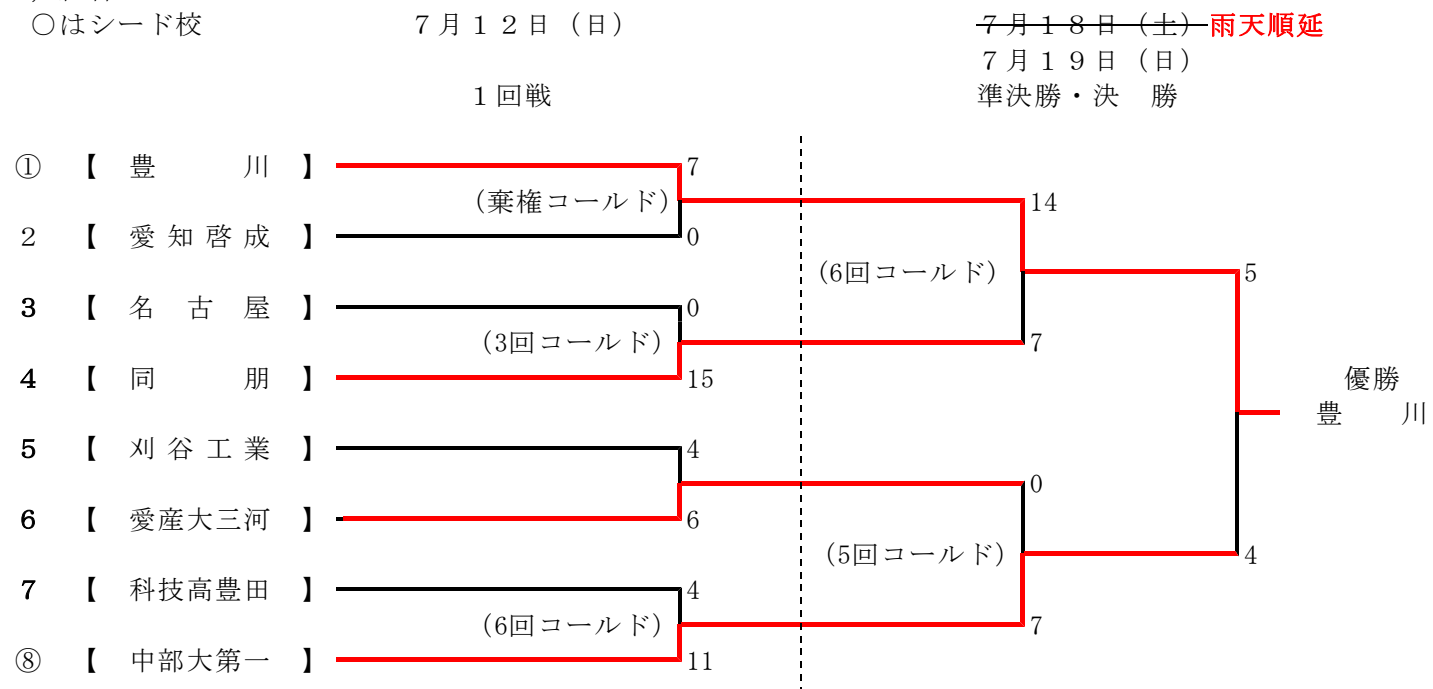 ○はシード校 7月12日（日） 7月18日（土）雨天順延
7月19日（日）
1回戦 準決勝・決　勝
① 【 豊　　　川 】 7
(棄権コールド) 14
2 【 愛知啓成 】 0
(6回コールド) 5
3 【 名　古　屋 】 0
(3回コールド) 7
4 【 同　　　朋 】 15 優勝
豊　　川
5 【 刈谷工業 】 4
0
6 【 愛産大三河 】 6
(5回コールド) 4
7 【 科技高豊田 】 4
(6回コールド) 7
⑧ 【 中部大第一 】 11